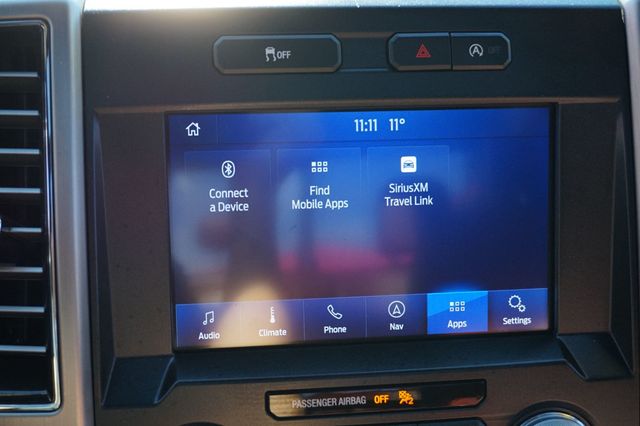 OFF
OFF
11:11 11°
Connect
a Device
Find
Mobile Apps
SiriusXM
Travel Link
Audio
Climate
Phone
Nav
Apps
Settings
PASSENGER AIRBAG OFF 2